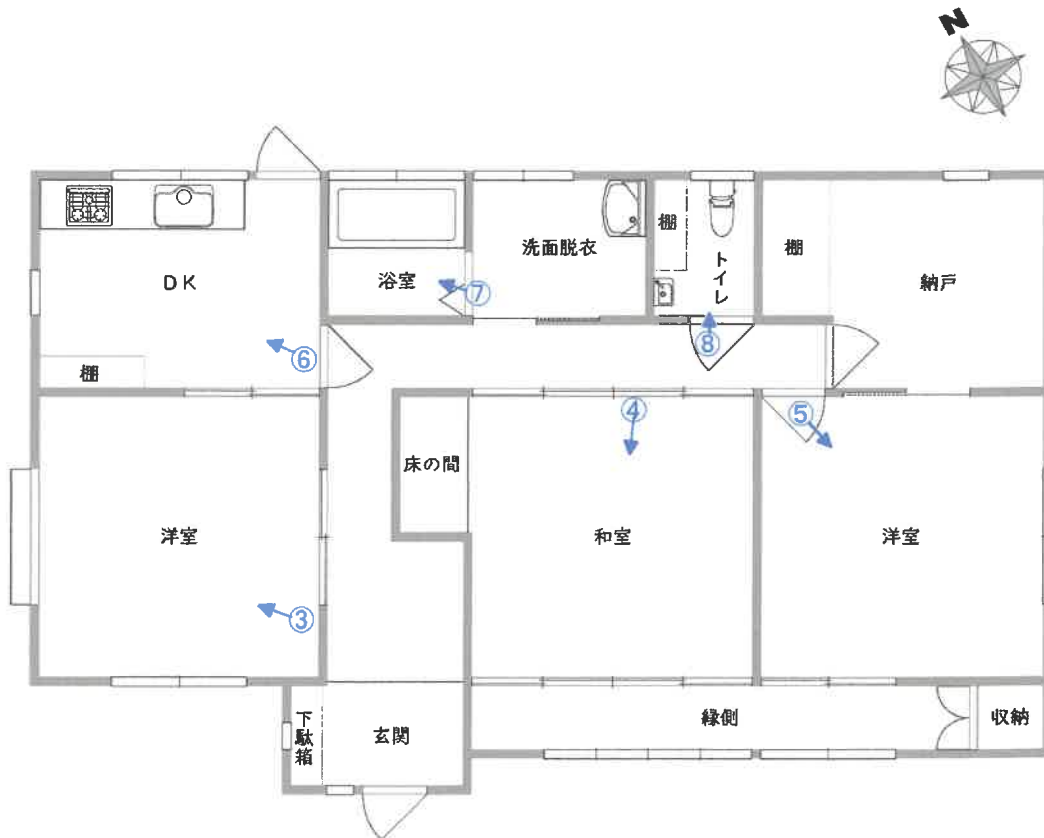 N
DK
棚
浴室
⑦
洗面脱衣
棚
トイレ
棚
納戸
⑥
⑧
④
⑤
床の間
洋室
和室
洋室
③
下駄箱
玄関
縁側
収納